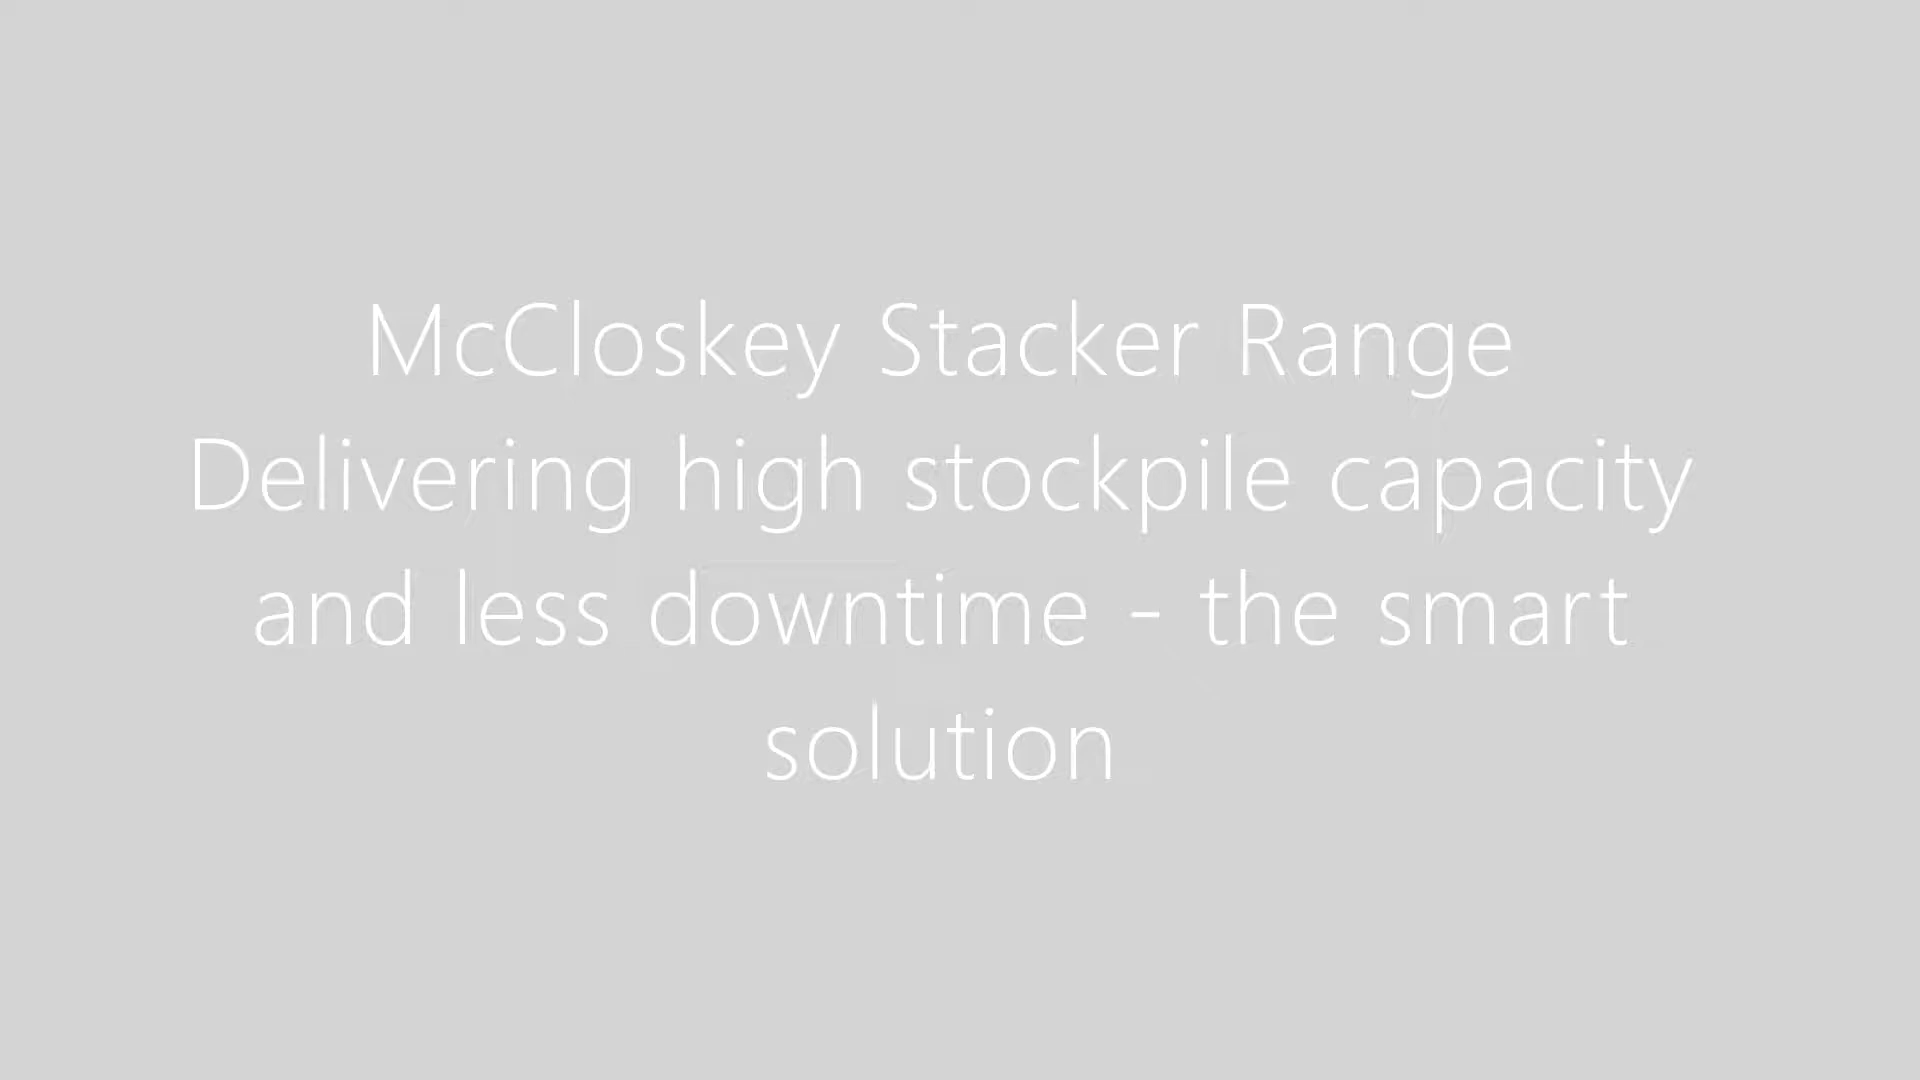 McCloskey Stacker Range
Delivering high stockpile capacity
and less downtime - the smart
solution